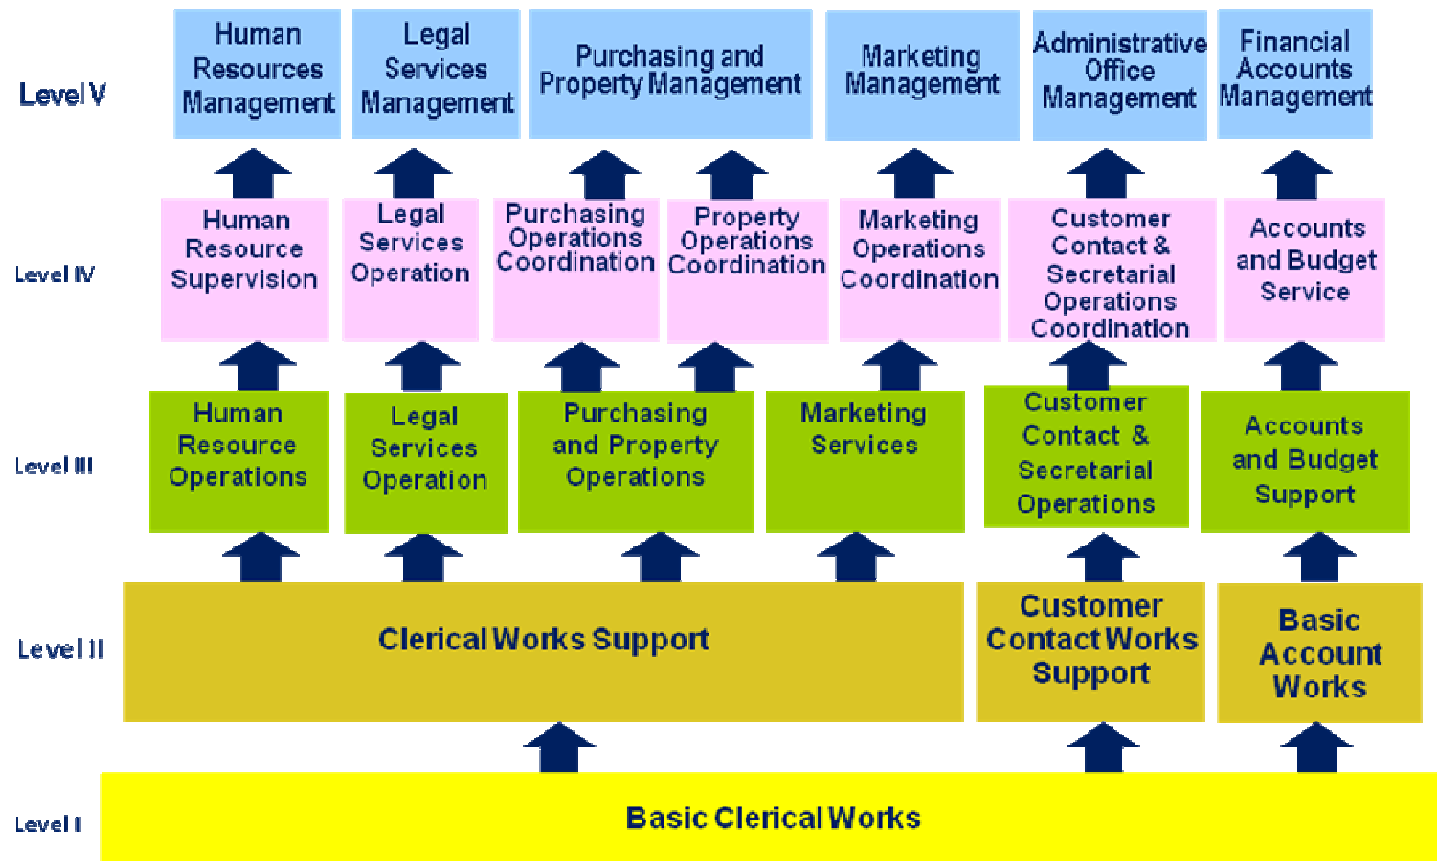 Level V
Human
Resources
Management
Legal
Services
Management
Purchasing and
Property Management
Marketing
Management
Administrative
Office
Management
Financial
Accounts
Management
Level IV
Human
Resource
Supervision
Legal
Services
Operation
Purchasing
Operations
Coordination
Property
Operations
Coordination
Marketing
Operations
Coordination
Customer
Contact &
Secretarial
Operations
Coordination
Accounts
and Budget
Service
Level III
Human
Resource
Operations
Legal
Services
Operation
Purchasing
and Property
Operations
Marketing
Services
Customer
Contact &
Secretarial
Operations
Accounts
and Budget
Support
Level II
Clerical Works Support
Customer
Contact Works
Support
Basic
Account
Works
Level I
Basic Clerical Works